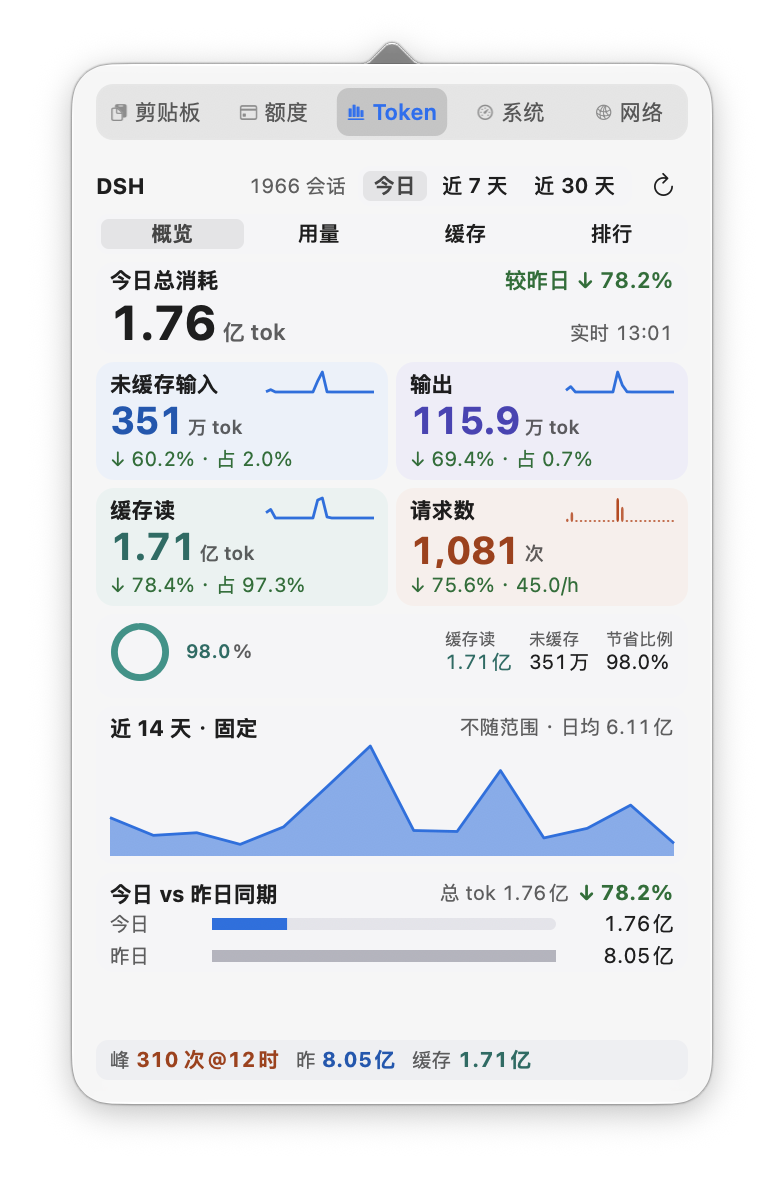 剪贴板 额度 Token 系统 网络
DSH 1966 会话 今日 近 7 天 近 30 天
概览 用量 缓存 排行
今日总消耗 较昨日 ↓ 78.2%
1.76 亿 tok 实时 13:01
未缓存输入
351 万 tok
↓ 60.2% · 占 2.0%
输出
115.9 万 tok
↓ 69.4% · 占 0.7%
缓存读
1.71 亿 tok
↓ 78.4% · 占 97.3%
请求数
1,081 次
↓ 75.6% · 45.0/h
98.0%
缓存读 未缓存 节省比例
1.71亿 351万 98.0%
近 14 天 · 固定 不随范围 · 日均 6.11亿
今日 vs 昨日同期 总 tok 1.76亿 ↓ 78.2%
今日 1.76亿
昨日 8.05亿
峰 310 次@12时 昨 8.05亿 缓存 1.71亿